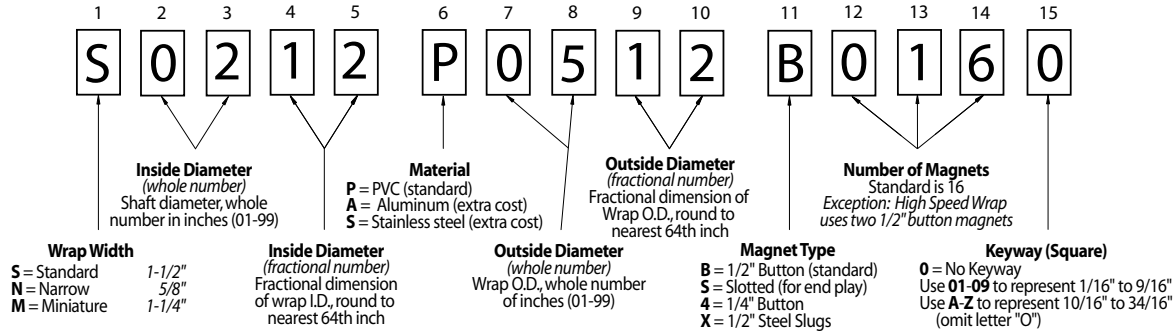 1 2 3 4 5 6 7 8 9 10 11 12 13 14 15
S 0 2 1 2 P 0 5 1 2 B 0 1 6 0
Inside Diameter
(whole number)
Shaft diameter, whole
number in inches (01-99)
Material
P = PVC (standard)
A = Aluminum (extra cost)
S = Stainless steel (extra cost)
Outside Diameter
(fractional number)
Fractional dimension of
Wrap O.D., round to
nearest 64th inch
Number of Magnets
Standard is 16
Exception: High Speed Wrap
uses two 1/2" button magnets
Wrap Width
S = Standard 1-1/2"
N = Narrow 5/8"
M = Miniature 1-1/4"
Inside Diameter
(fractional number)
Fractional dimension
of wrap I.D., round to
nearest 64th inch
Outside Diameter
(whole number)
Wrap O.D., whole number
of inches (01-99)
Magnet Type
B = 1/2" Button (standard)
S = Slotted (for end play)
4 = 1/4" Button
X = 1/2" Steel Slugs
Keyway (Square)
0 = No Keyway
Use 01-09 to represent 1/16" to 9/16"
Use A-Z to represent 10/16" to 34/16"
(omit letter "O")